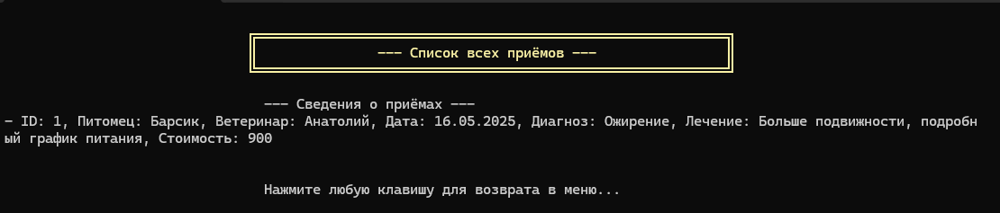 --- Список всех приёмов ---
--- Сведения о приёмах ---
- ID: 1, Питомец: Барсик, Ветеринар: Анатолий, Дата: 16.05.2025, Диагноз: Ожирение, Лечение: Больше подвижности, подробн
ый график питания, Стоимость: 900
Нажмите любую клавишу для возврата в меню...